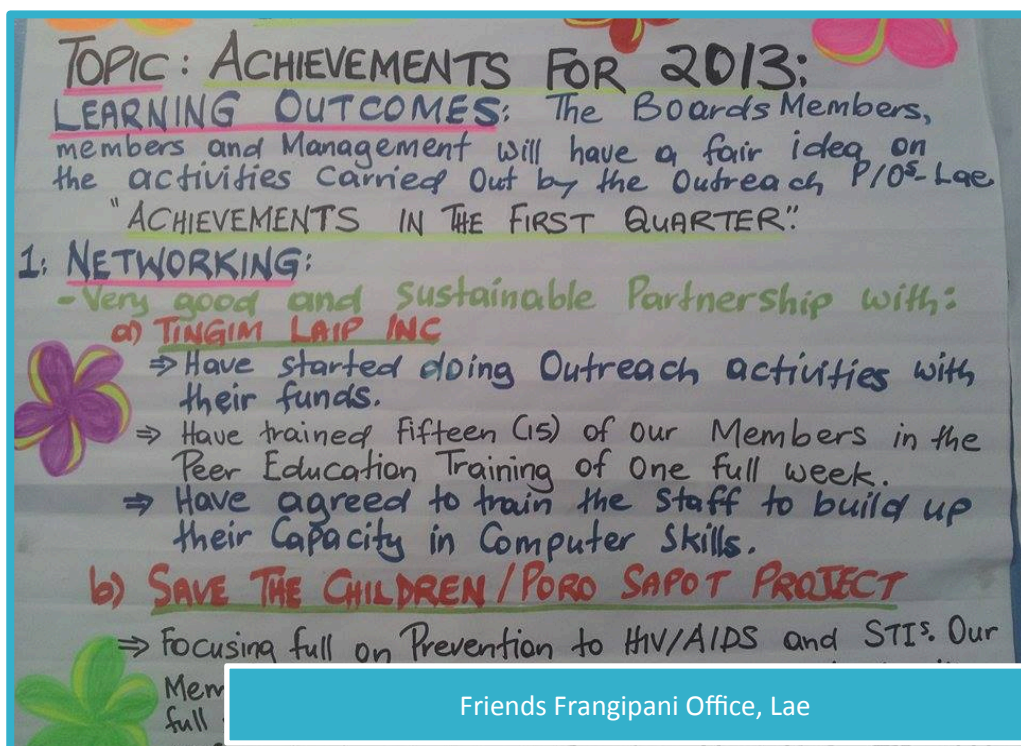 TOPIC: ACHIEVEMENTS FOR 2013:
LEARNING OUTCOMES: The Boards Members,
members and Management will have a fair idea on
the activities carried out by the Outreach P/Os-Lae
"ACHIEVEMENTS IN THE FIRST QUARTER".
1: NETWORKING:
-Very good and sustainable Partnership with:
a) TINGIM LAIP INC
⇒ Have started doing Outreach activities with
their funds.
⇒ Have trained Fifteen (15) of our Members in the
Peer Education Training of One full week.
⇒ Have agreed to train the staff to build up
their Capacity in Computer Skills.
b) SAVE THE CHILDREN/PORO SAPOT PROJECT
⇒ Focusing full on Prevention to HIV/AIDS and STIs. Our
Mem
full
Friends Frangipani Office, Lae